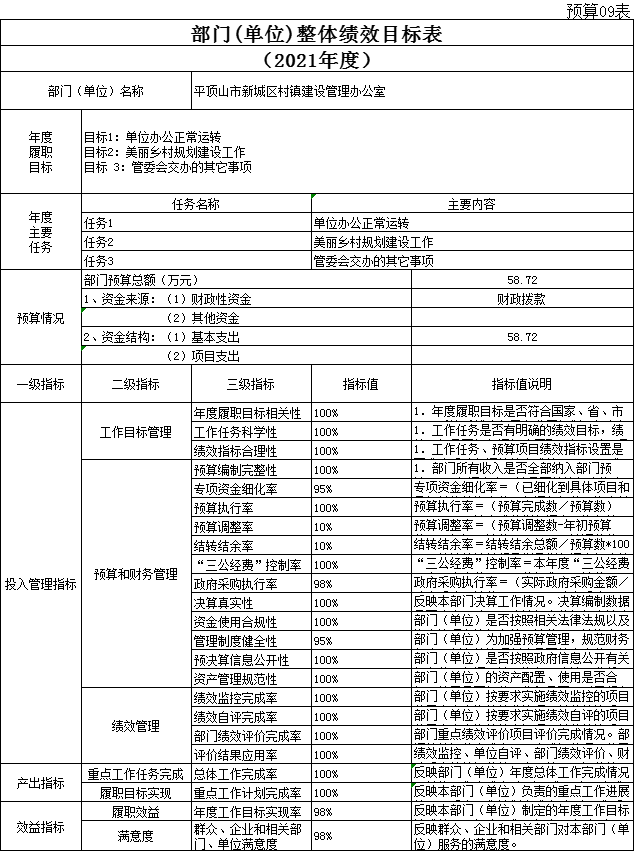 预算09表
部门(单位)整体绩效目标表
（2021年度）
部门（单位）名称 平顶山市新城区村镇建设管理办公室
年度履职目标
目标1：单位办公正常运转
目标2：美丽乡村规划建设工作
目标 3：管委会交办的其它事项
年度主要任务
任务名称 主要内容
任务1 单位办公正常运转
任务2 美丽乡村规划建设工作
任务3 管委会交办的其它事项
预算情况
部门预算总额（万元） 58.72
1、资金来源：（1）财政性资金 财政拨款
（2）其他资金
2、资金结构：（1）基本支出 58.72
（2）项目支出
一级指标 二级指标 三级指标 指标值 指标值说明
投入管理指标
工作目标管理
年度履职目标相关性 100% 1．年度履职目标是否符合国家、省、市
工作任务科学性 100% 1．工作任务是否有明确的绩效目标，绩
绩效指标合理性 100% 1．工作任务、预算项目绩效指标设置是
预算和财务管理
预算编制完整性 100% 1．部门所有收入是否全部纳入部门预
专项资金细化率 95% 专项资金细化率＝（已细化到具体项目和
预算执行率 100% 预算执行率＝（预算完成数／预算数）
预算调整率 10% 预算调整率＝（预算调整数-年初预算
结转结余率 10% 结转结余率＝结转结余总额／预算数*100
“三公经费”控制率 100% “三公经费”控制率＝本年度“三公经费
政府采购执行率 98% 政府采购执行率＝（实际政府采购金额／
决算真实性 100% 反映本部门决算工作情况。决算编制数据
资金使用合规性 100% 部门（单位）是否按照相关法律法规以及
管理制度健全性 95% 部门（单位）为加强预算管理，规范财务
预决算信息公开性 100% 部门（单位）是否按照政府信息公开有关
资产管理规范性 100% 部门（单位）的资产配置、使用是否合
绩效管理
绩效监控完成率 100% 部门（单位）按要求实施绩效监控的项目
绩效自评完成率 100% 部门（单位）按要求实施绩效自评的项目
部门绩效评价完成率 100% 部门重点绩效评价项目评价完成情况。部
评价结果应用率 100% 绩效监控、单位自评、部门绩效评价、财
产出指标
重点工作任务完成 总体工作完成率 100% 反映部门（单位）年度总体工作完成情况
履职目标实现 重点工作计划完成率 100% 反映本部门（单位）负责的重点工作进展
效益指标
履职效益 年度工作目标实现率 98% 反映本部门（单位）制定的年度工作目标
满意度 群众、企业和相关部门、单位满意度 98% 反映群众、企业和相关部门对本部门（单位）服务的满意度。